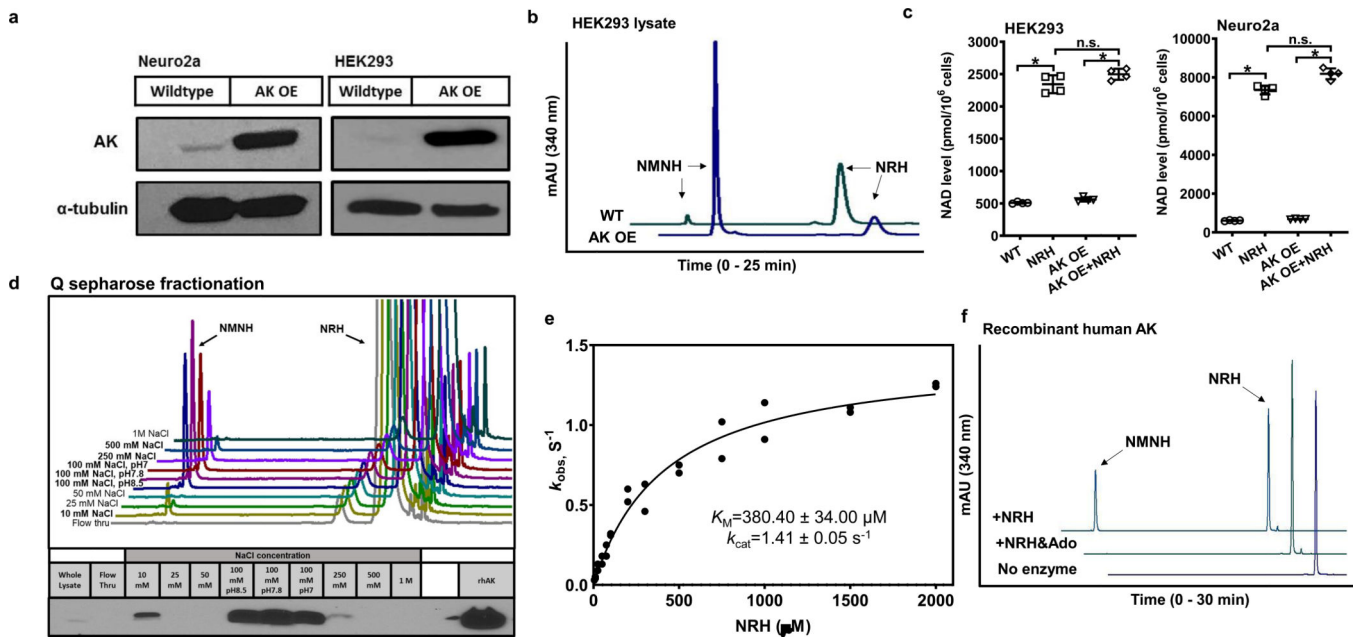 a
Neuro2a
HEK293
Wildtype
AK OE
Wildtype
AK OE
AK
α-tubulin
b
HEK293 lysate
mAU (340 nm)
NMNH
NRH
WT
AK OE
Time (0 - 25 min)
c
HEK293
NAD level (pmol/10⁶ cells)
3000
2500
2000
1500
1000
500
0
n.s.
*
*
WT
NRH
AK OE
AK OE+NRH
Neuro2a
NAD level (pmol/10⁶ cells)
10000
8000
6000
4000
2000
0
n.s.
*
*
WT
NRH
AK OE
AK OE+NRH
d
Q sepharose fractionation
NMNH
NRH
1M NaCl
500 mM NaCl
250 mM NaCl
100 mM NaCl, pH7
100 mM NaCl, pH7.8
100 mM NaCl, pH8.5
50 mM NaCl
25 mM NaCl
10 mM NaCl
Flow thru
NaCl concentration
Whole Lysate
Flow Thru
10 mM
25 mM
50 mM
100 mM pH8.5
100 mM pH7.8
100 mM pH7
250 mM
500 mM
1 M
rhAK
e
kobs, S⁻¹
1.5
1.0
0.5
0.0
KM=380.40 ± 34.00 µM
kcat=1.41 ± 0.05 s⁻¹
0
500
1000
1500
2000
NRH (µM)
f
Recombinant human AK
mAU (340 nm)
NRH
NMNH
+NRH
+NRH&Ado
No enzyme
Time (0 - 30 min)